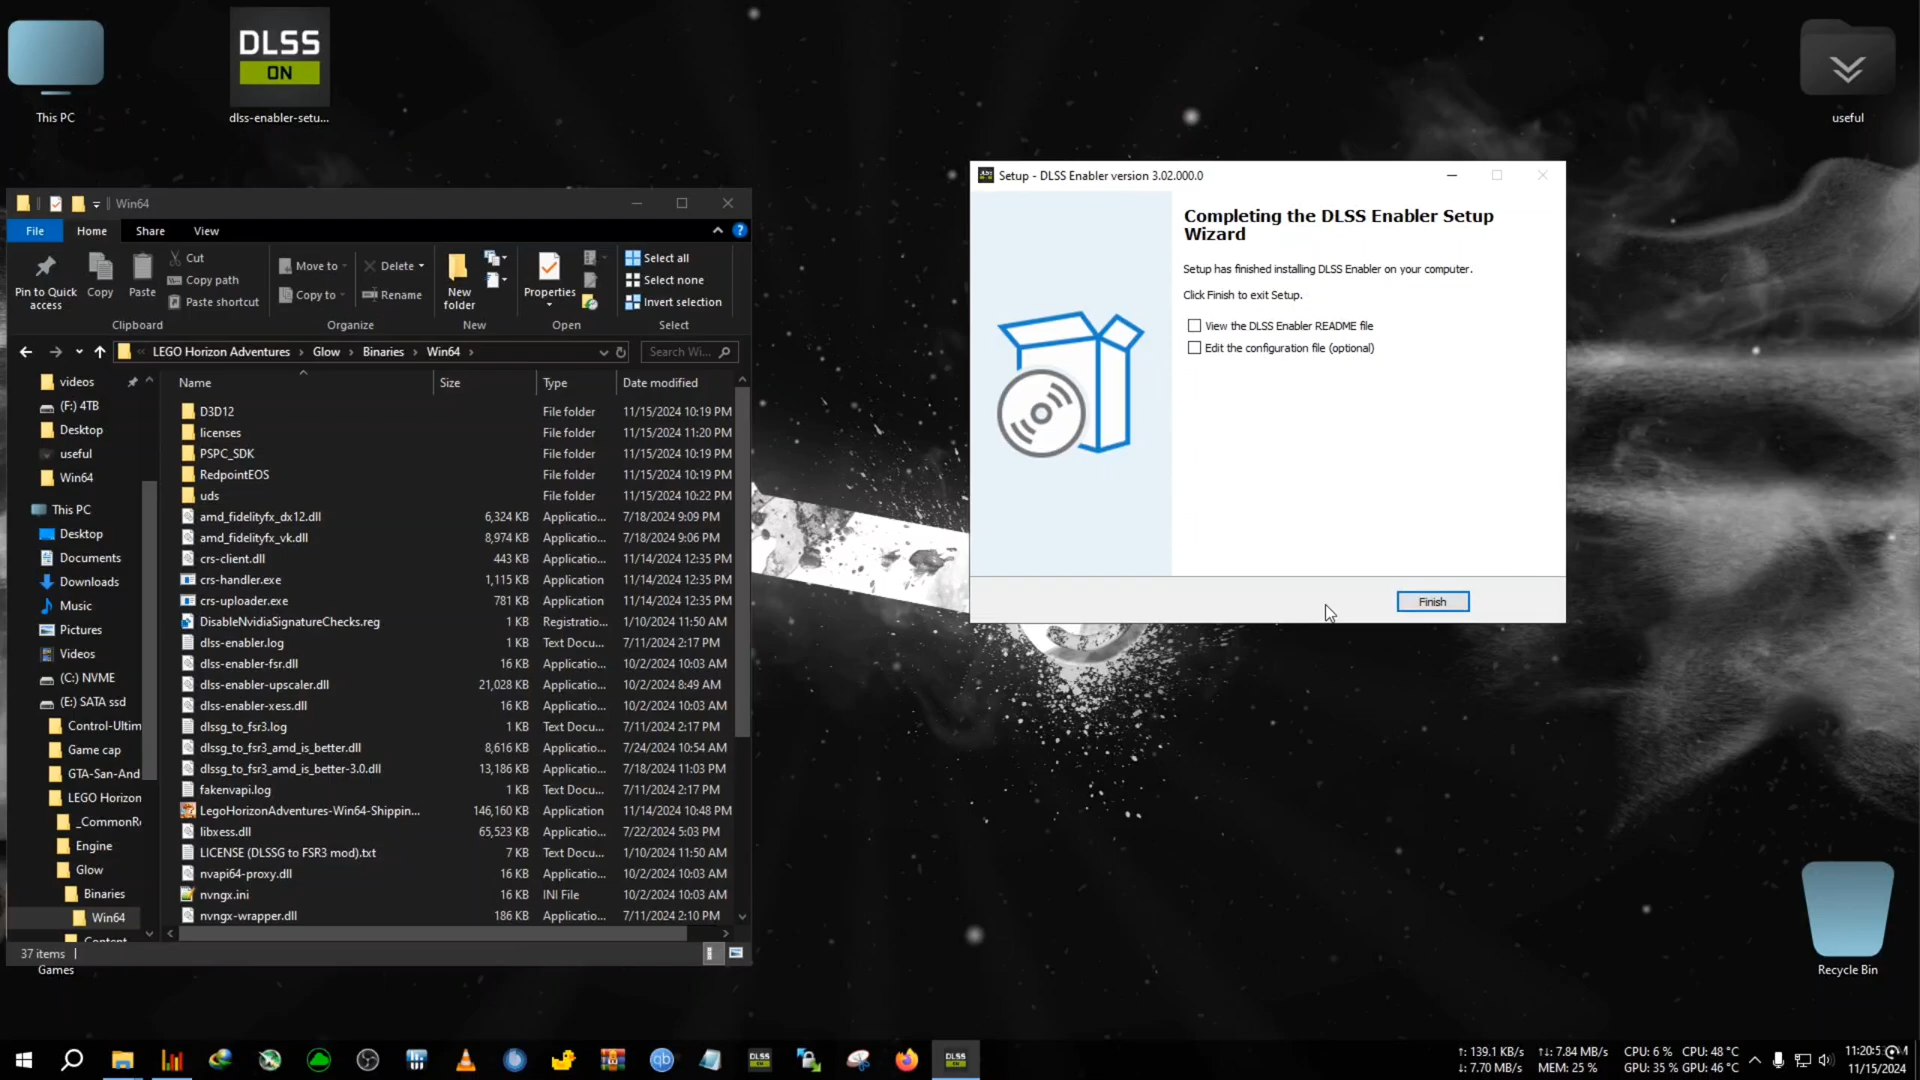 DLSS
ON
This PC
dlss-enabler-setu...
useful
Win64
File
Home
Share
View
Pin to Quick
access
Copy
Paste
Cut
Copy path
Paste shortcut
Clipboard
Move to
Copy to
Delete
Rename
Organize
New
folder
New
Properties
Open
Select all
Select none
Invert selection
Select
LEGO Horizon Adventures
Glow
Binaries
Win64
Search Wi...
Name
Size
Type
Date modified
videos
(F:) 4TB
Desktop
useful
Win64
This PC
Desktop
Documents
Downloads
Music
Pictures
Videos
(C:) NVME
(E:) SATA ssd
Control-Ultim
Game cap
GTA-San-And
LEGO Horizon
_CommonRe
Engine
Glow
Binaries
Win64
Content
D3D12 File folder 11/15/2024 10:19 PM
licenses File folder 11/15/2024 11:20 PM
PSPC_SDK File folder 11/15/2024 10:19 PM
RedpointEOS File folder 11/15/2024 10:19 PM
uds File folder 11/15/2024 10:22 PM
amd_fidelityfx_dx12.dll 6,324 KB Applicatio... 7/18/2024 9:09 PM
amd_fidelityfx_vk.dll 8,974 KB Applicatio... 7/18/2024 9:06 PM
crs-client.dll 443 KB Applicatio... 11/14/2024 12:35 PM
crs-handler.exe 1,115 KB Application 11/14/2024 12:35 PM
crs-uploader.exe 781 KB Application 11/14/2024 12:35 PM
DisableNvidiaSignatureChecks.reg 1 KB Registratio... 1/10/2024 11:50 AM
dlss-enabler.log 1 KB Text Docu... 7/11/2024 2:17 PM
dlss-enabler-fsr.dll 16 KB Applicatio... 10/2/2024 10:03 AM
dlss-enabler-upscaler.dll 21,028 KB Applicatio... 10/2/2024 8:49 AM
dlss-enabler-xess.dll 16 KB Applicatio... 10/2/2024 10:03 AM
dlssg_to_fsr3.log 1 KB Text Docu... 7/11/2024 2:17 PM
dlssg_to_fsr3_amd_is_better.dll 8,616 KB Applicatio... 7/24/2024 10:54 AM
dlssg_to_fsr3_amd_is_better-3.0.dll 13,186 KB Applicatio... 7/18/2024 11:03 PM
fakenvapi.log 1 KB Text Docu... 7/11/2024 2:17 PM
LegoHorizonAdventures-Win64-Shippin... 146,160 KB Application 11/14/2024 10:48 PM
libxess.dll 65,523 KB Applicatio... 7/22/2024 5:03 PM
LICENSE (DLSSG to FSR3 mod).txt 7 KB Text Docu... 1/10/2024 11:50 AM
nvapi64-proxy.dll 16 KB Applicatio... 10/2/2024 10:03 AM
nvngx.ini 16 KB INI File 10/2/2024 10:03 AM
nvngx-wrapper.dll 186 KB Applicatio... 7/11/2024 2:10 PM
37 items
Games
Setup - DLSS Enabler version 3.02.000.0
Completing the DLSS Enabler Setup
Wizard
Setup has finished installing DLSS Enabler on your computer.
Click Finish to exit Setup.
View the DLSS Enabler README file
Edit the configuration file (optional)
Finish
Recycle Bin
qb
DLSS
DLSS
↑: 139.1 KB/s ↑↓: 7.84 MB/s CPU: 6 % CPU: 48 °C
↓: 7.70 MB/s MEM: 25 % GPU: 35 % GPU: 46 °C
11/15/2024